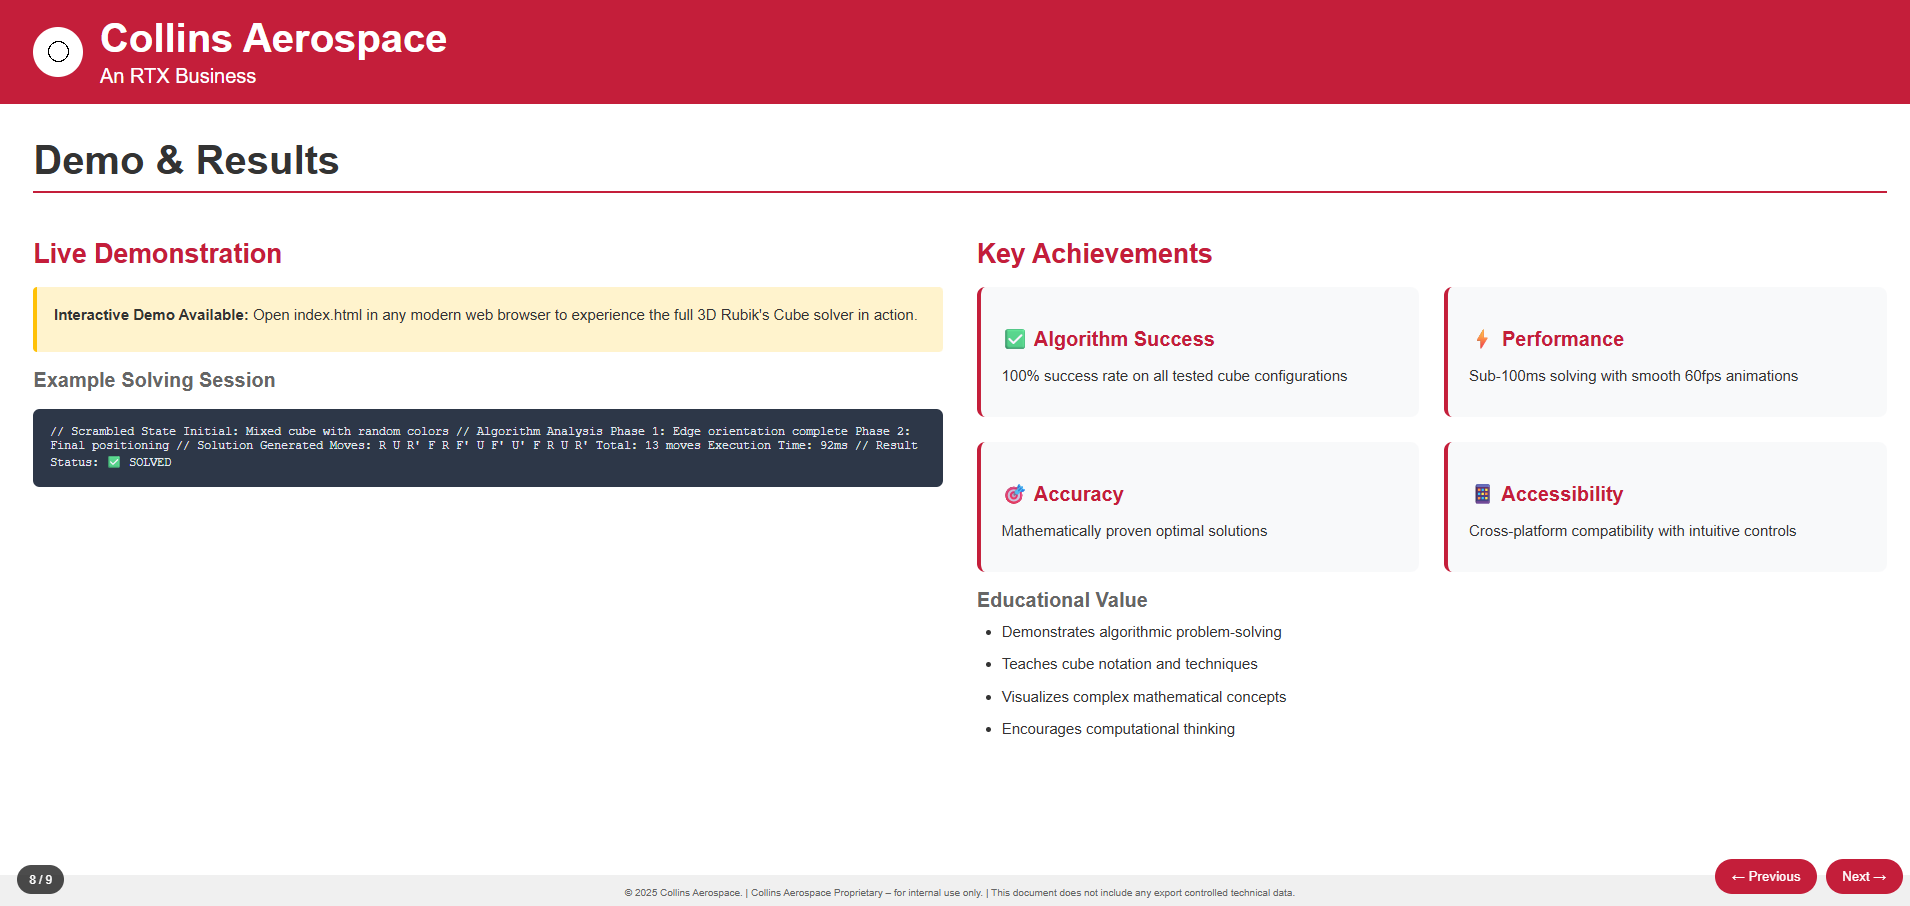 Collins Aerospace
An RTX Business
Demo & Results
Live Demonstration
Interactive Demo Available: Open index.html in any modern web browser to experience the full 3D Rubik's Cube solver in action.
Example Solving Session
// Scrambled State Initial: Mixed cube with random colors // Algorithm Analysis Phase 1: Edge orientation complete Phase 2:
Final positioning // Solution Generated Moves: R U R' F R F' U F' U' F R U R' Total: 13 moves Execution Time: 92ms // Result
Status: ✅ SOLVED
Key Achievements
✅ Algorithm Success
100% success rate on all tested cube configurations
⚡ Performance
Sub-100ms solving with smooth 60fps animations
🎯 Accuracy
Mathematically proven optimal solutions
📱 Accessibility
Cross-platform compatibility with intuitive controls
Educational Value
• Demonstrates algorithmic problem-solving
• Teaches cube notation and techniques
• Visualizes complex mathematical concepts
• Encourages computational thinking
8 / 9
© 2025 Collins Aerospace. | Collins Aerospace Proprietary – for internal use only. | This document does not include any export controlled technical data.
← Previous
Next →